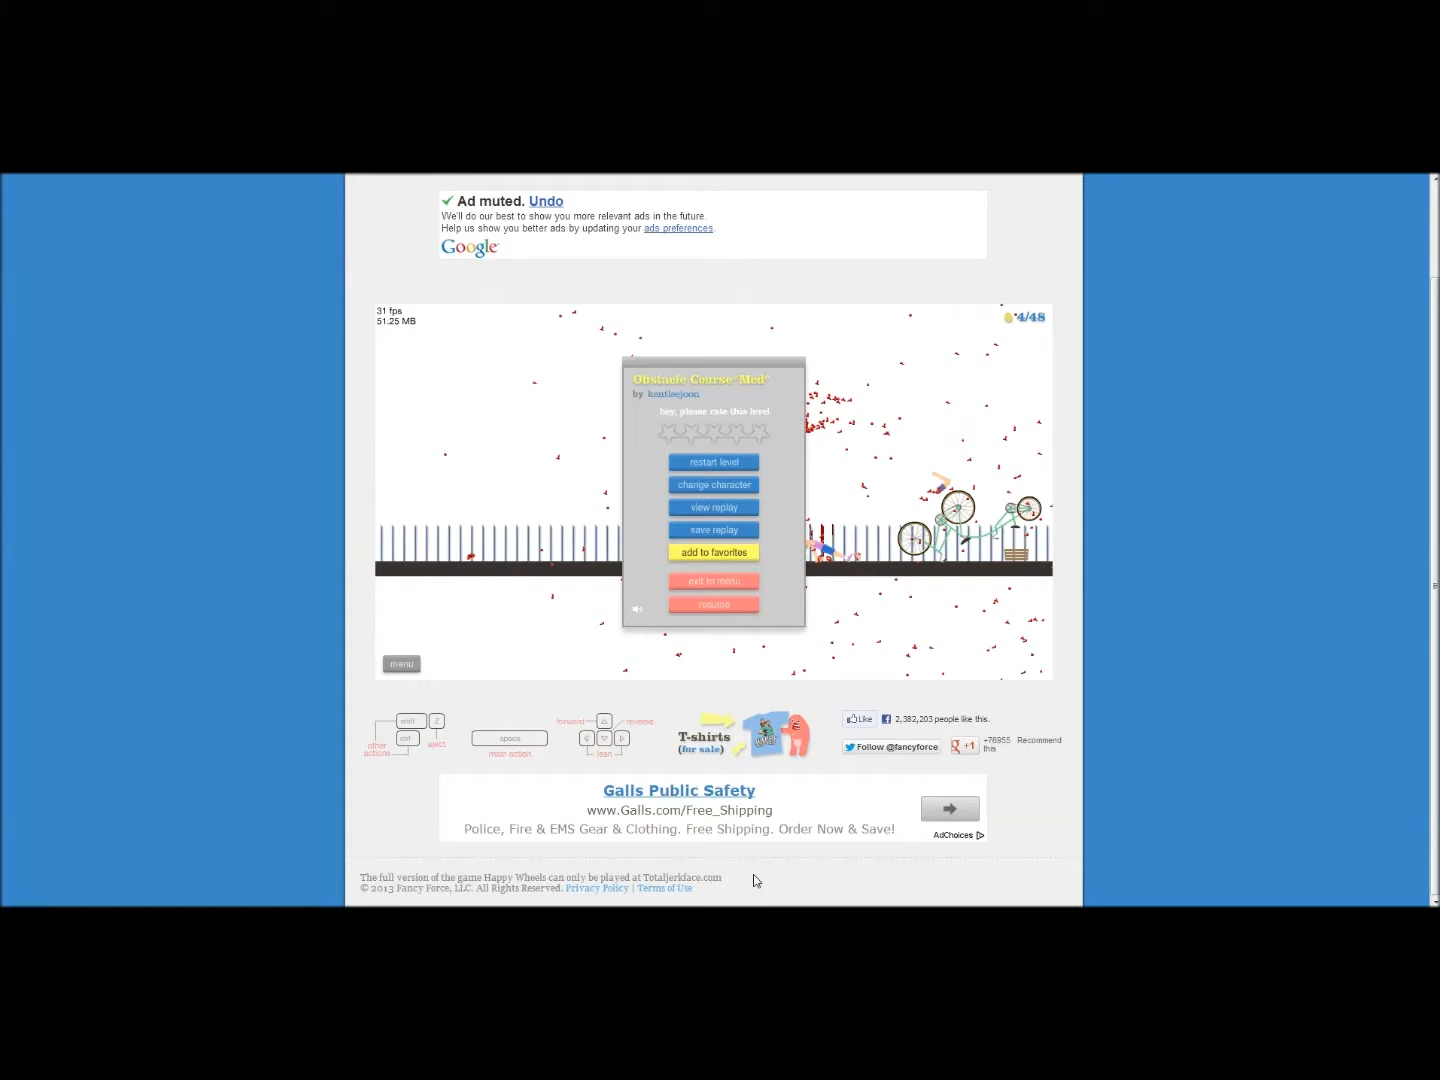 Ad muted. Undo
We'll do our best to show you more relevant ads in the future.
Help us show you better ads by updating your ads preferences.
Google
31 fps
51.25 MB
4/48
Obstacle Course*Med*
by kentleejoon
hey, please rate this level
restart level
change character
view replay
save replay
add to favorites
exit to menu
resume
menu
shift
Z
ctrl
other actions
eject
space
main action
forward
reverse
lean
T-shirts
(for sale)
Like
2,382,203 people like this.
Follow @fancyforce
+1
+76955 Recommend this
Galls Public Safety
www.Galls.com/Free_Shipping
Police, Fire & EMS Gear & Clothing. Free Shipping. Order Now & Save!
AdChoices
The full version of the game Happy Wheels can only be played at Totaljerkface.com
© 2013 Fancy Force, LLC. All Rights Reserved. Privacy Policy | Terms of Use